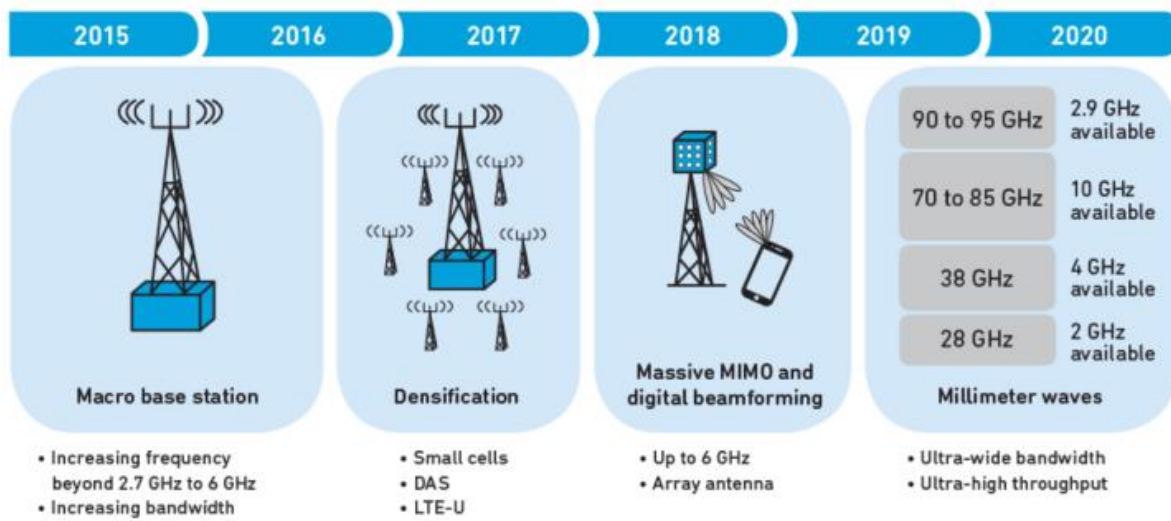 2015
2016
2017
2018
2019
2020
Macro base station
• Increasing frequency
beyond 2.7 GHz to 6 GHz
• Increasing bandwidth
Densification
• Small cells
• DAS
• LTE-U
Massive MIMO and
digital beamforming
• Up to 6 GHz
• Array antenna
90 to 95 GHz
2.9 GHz
available
70 to 85 GHz
10 GHz
available
38 GHz
4 GHz
available
28 GHz
2 GHz
available
Millimeter waves
• Ultra-wide bandwidth
• Ultra-high throughput